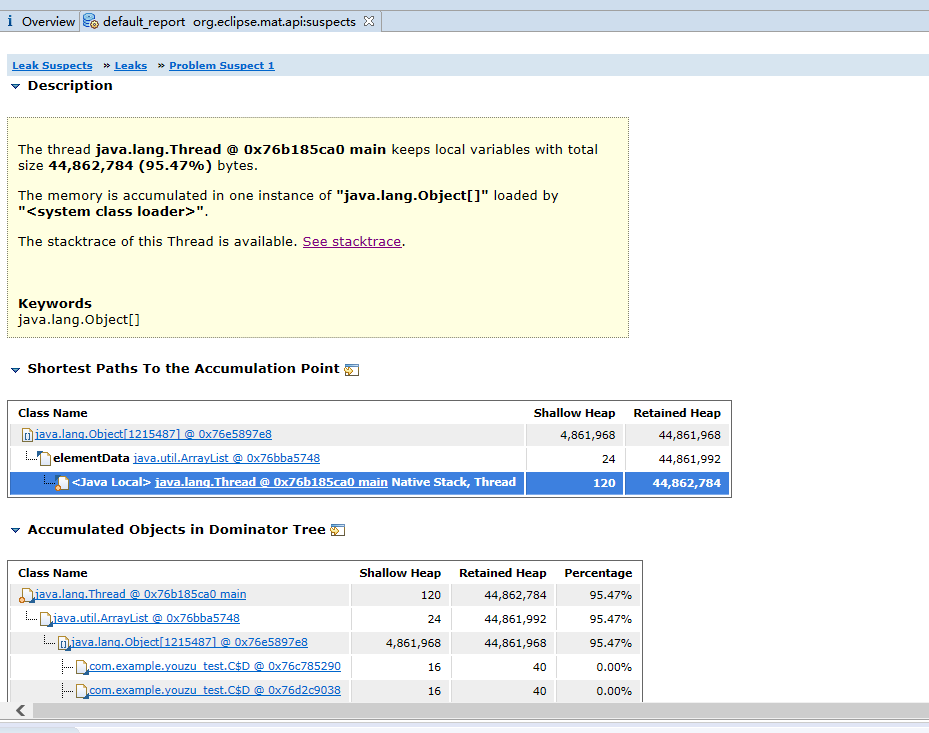 i Overview default_report org.eclipse.mat.api:suspects
Leak Suspects » Leaks » Problem Suspect 1
Description
The thread java.lang.Thread @ 0x76b185ca0 main keeps local variables with total
size 44,862,784 (95.47%) bytes.
The memory is accumulated in one instance of "java.lang.Object[]" loaded by
"<system class loader>".
The stacktrace of this Thread is available. See stacktrace.
Keywords
java.lang.Object[]
Shortest Paths To the Accumulation Point
Class Name Shallow Heap Retained Heap
java.lang.Object[1215487] @ 0x76e5897e8 4,861,968 44,861,968
elementData java.util.ArrayList @ 0x76bba5748 24 44,861,992
<Java Local> java.lang.Thread @ 0x76b185ca0 main Native Stack, Thread 120 44,862,784
Accumulated Objects in Dominator Tree
Class Name Shallow Heap Retained Heap Percentage
java.lang.Thread @ 0x76b185ca0 main 120 44,862,784 95.47%
java.util.ArrayList @ 0x76bba5748 24 44,861,992 95.47%
java.lang.Object[1215487] @ 0x76e5897e8 4,861,968 44,861,968 95.47%
com.example.youzu_test.C$D @ 0x76c785290 16 40 0.00%
com.example.youzu_test.C$D @ 0x76d2c9038 16 40 0.00%